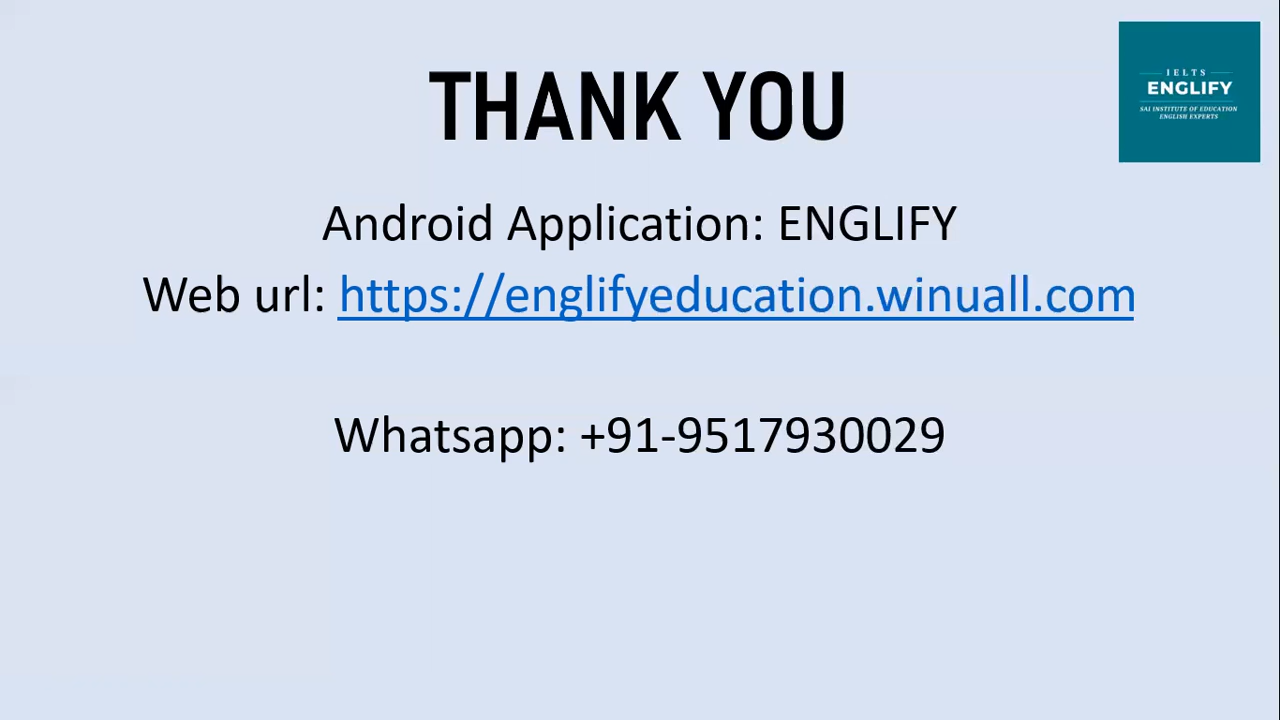 THANK YOU
IELTS
ENGLIFY
SAI INSTITUTE OF EDUCATION
ENGLISH EXPERTS
Android Application: ENGLIFY
Web url: https://englifyeducation.winuall.com
Whatsapp: +91-9517930029